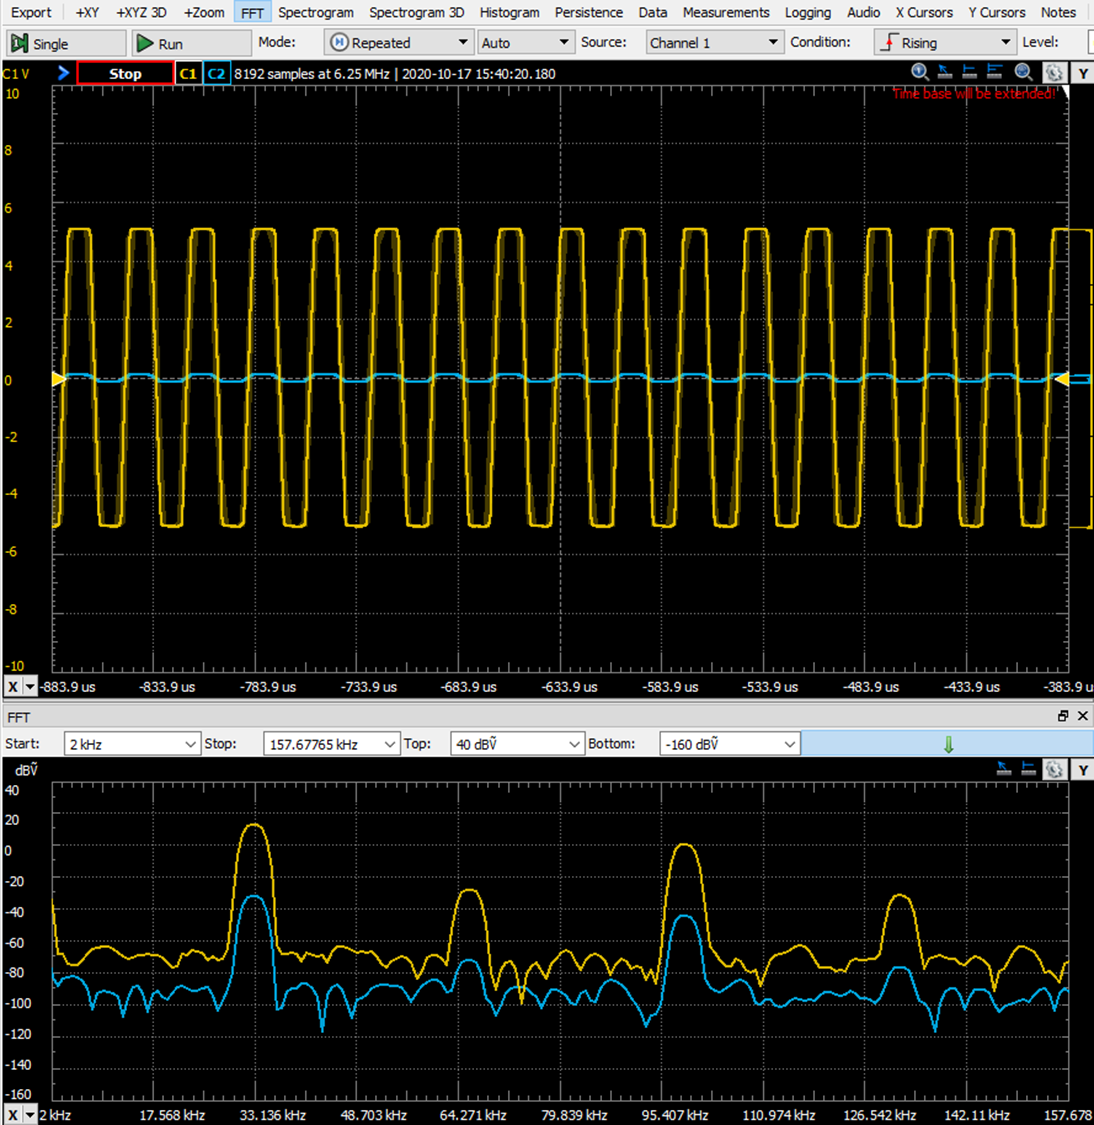 Export +XY +XYZ 3D +Zoom FFT Spectrogram Spectrogram 3D Histogram Persistence Data Measurements Logging Audio X Cursors Y Cursors Notes
Single Run Mode: Repeated Auto Source: Channel 1 Condition: Rising Level:
C1 V Stop C1 C2 8192 samples at 6.25 MHz | 2020-10-17 15:40:20.180 Y
Time base will be extended!
10
8
6
4
2
0
-2
-4
-6
-8
-10
X -883.9 us -833.9 us -783.9 us -733.9 us -683.9 us -633.9 us -583.9 us -533.9 us -483.9 us -433.9 us -383.9 u
FFT
Start: 2 kHz Stop: 157.67765 kHz Top: 40 dBṼ Bottom: -160 dBṼ
dBṼ Y
40
20
0
-20
-40
-60
-80
-100
-120
-140
-160
X 2 kHz 17.568 kHz 33.136 kHz 48.703 kHz 64.271 kHz 79.839 kHz 95.407 kHz 110.974 kHz 126.542 kHz 142.11 kHz 157.678